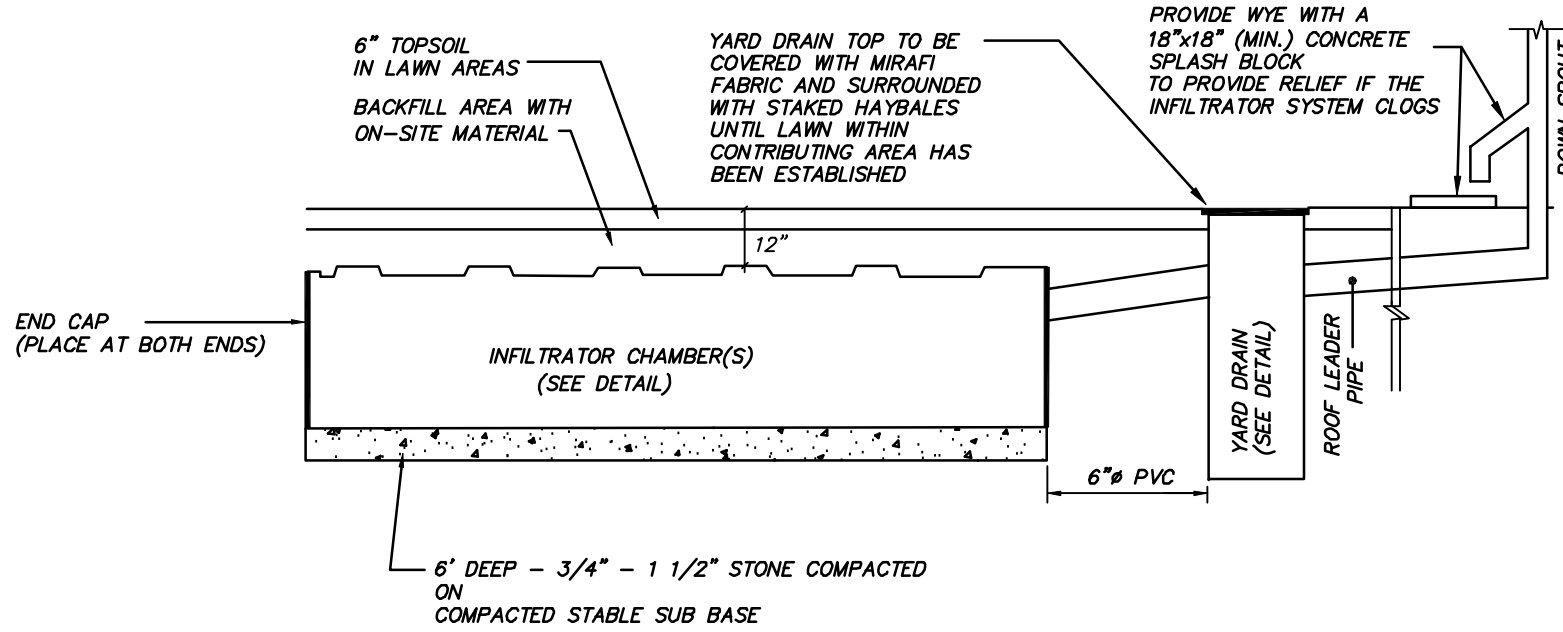 6" TOPSOIL
IN LAWN AREAS
BACKFILL AREA WITH
ON-SITE MATERIAL
YARD DRAIN TOP TO BE
COVERED WITH MIRAFI
FABRIC AND SURROUNDED
WITH STAKED HAYBALES
UNTIL LAWN WITHIN
CONTRIBUTING AREA HAS
BEEN ESTABLISHED
PROVIDE WYE WITH A
18"x18" (MIN.) CONCRETE
SPLASH BLOCK
TO PROVIDE RELIEF IF THE
INFILTRATOR SYSTEM CLOGS
DOWN SPOUT
12"
END CAP
(PLACE AT BOTH ENDS)
INFILTRATOR CHAMBER(S)
(SEE DETAIL)
YARD DRAIN
(SEE DETAIL)
ROOF LEADER
PIPE
6"ø PVC
6' DEEP - 3/4" - 1 1/2" STONE COMPACTED
ON
COMPACTED STABLE SUB BASE